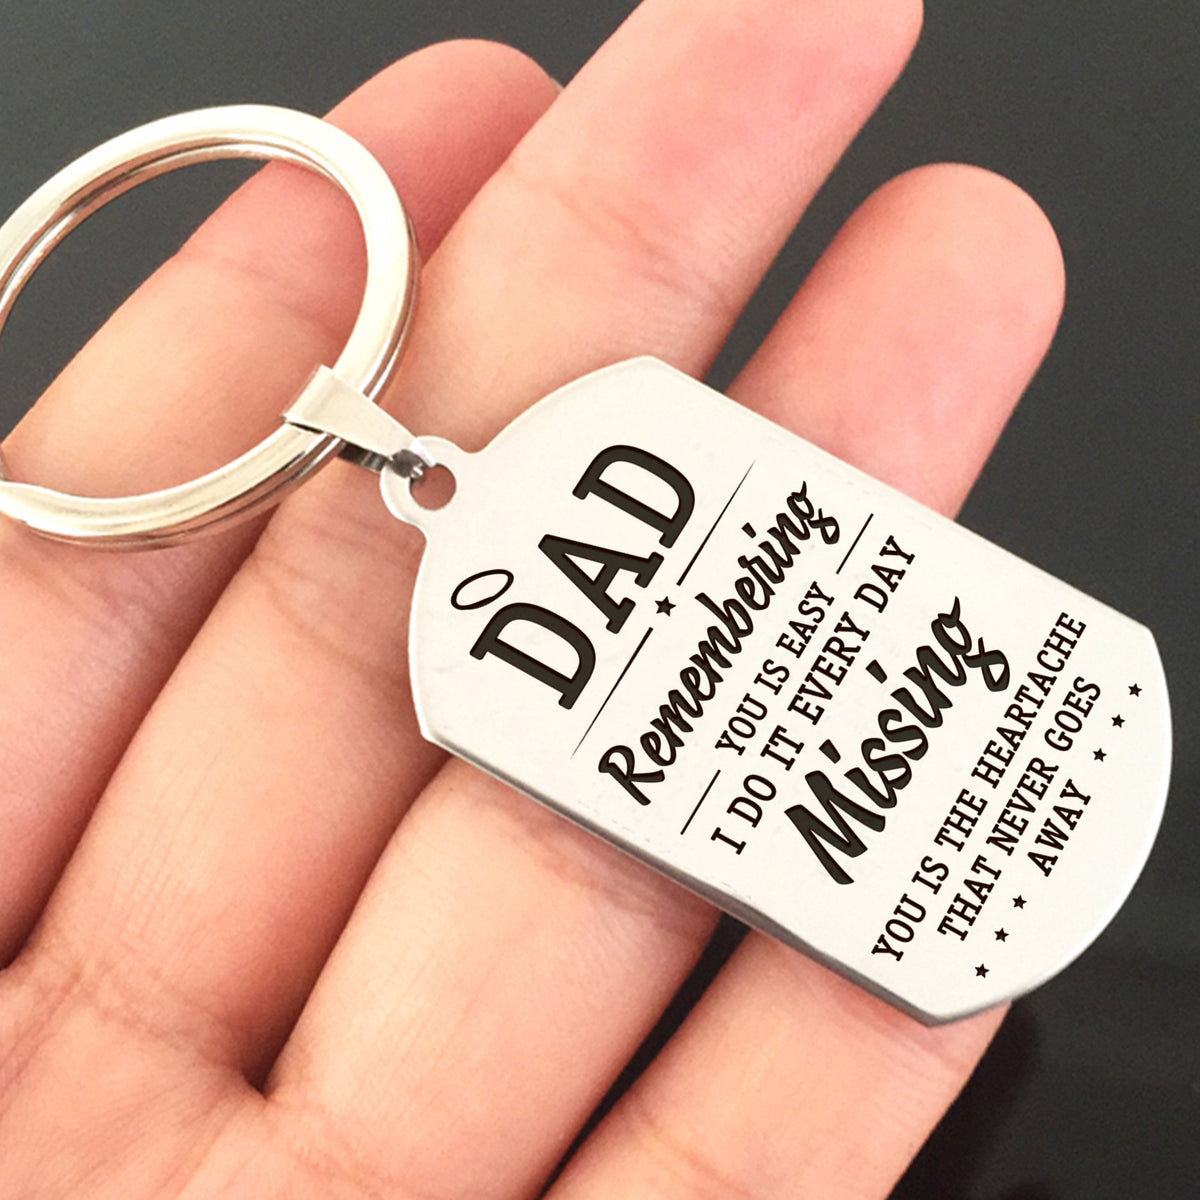 DAD
Remembering
YOU IS EASY
I DO IT EVERY DAY
Missing
YOU IS THE HEARTACHE
THAT NEVER GOES
AWAY